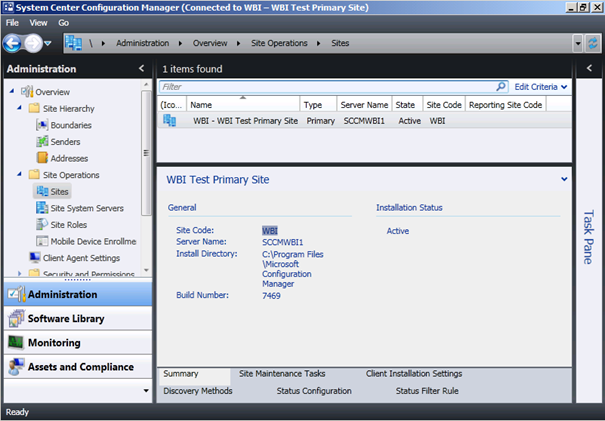 System Center Configuration Manager (Connected to WBI – WBI Test Primary Site)
File View Go
\ Administration Overview Site Operations Sites
Administration
Overview
Site Hierarchy
Boundaries
Senders
Addresses
Site Operations
Sites
Site System Servers
Site Roles
Mobile Device Enrollme
Client Agent Settings
Security and Permissions
Administration
Software Library
Monitoring
Assets and Compliance
1 items found
Filter
Edit Criteria
(Ico... Name Type Server Name State Site Code Reporting Site Code
WBI - WBI Test Primary Site Primary SCCMWBI1 Active WBI
WBI Test Primary Site
General
Site Code: WBI
Server Name: SCCMWBI1
Install Directory: C:\Program Files
\Microsoft
Configuration
Manager
Build Number: 7469
Installation Status
Active
Summary Site Maintenance Tasks Client Installation Settings
Discovery Methods Status Configuration Status Filter Rule
Task Pane
Ready